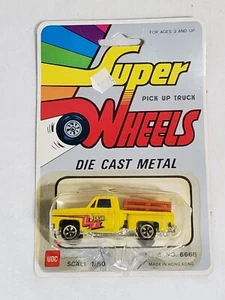 FOR AGES 3 AND UP
Super
PICK UP TRUCK
WHEELS
DIE CAST METAL
UDC
SCALE 1/60
NO. 6668
MADE IN HONG KONG